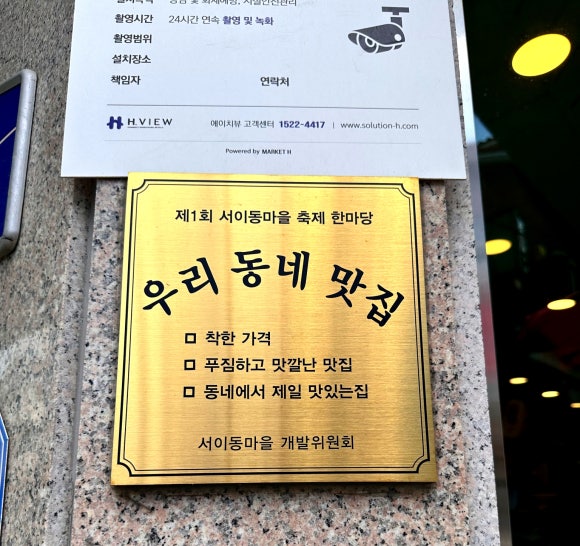 촬영시간 24시간 연속 촬영 및 녹화
촬영범위
설치장소
책임자 연락처
H.VIEW
에이치뷰 고객센터 1522-4417 | www.solution-h.com
Powered by MARKET H
제1회 서이동마을 축제 한마당
우리 동네 맛집
□ 착한 가격
□ 푸짐하고 맛깔난 맛집
□ 동네에서 제일 맛있는집
서이동마을 개발위원회